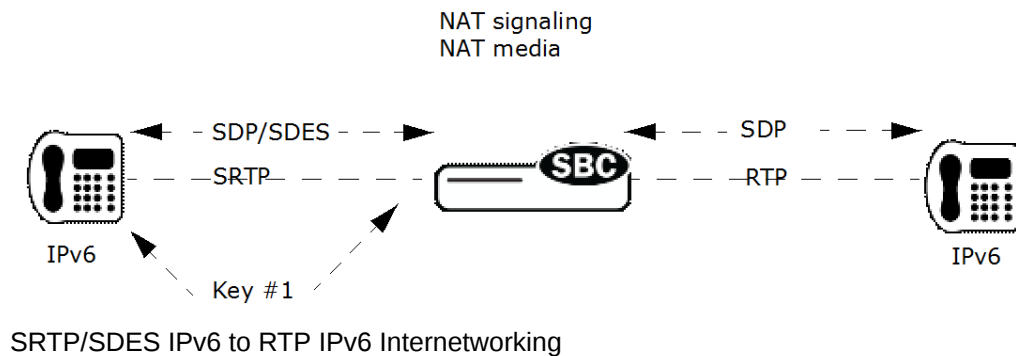 NAT signaling
NAT media
SDP/SDES
SDP
SRTP
SBC
RTP
IPv6
IPv6
Key #1
SRTP/SDES IPv6 to RTP IPv6 Internetworking